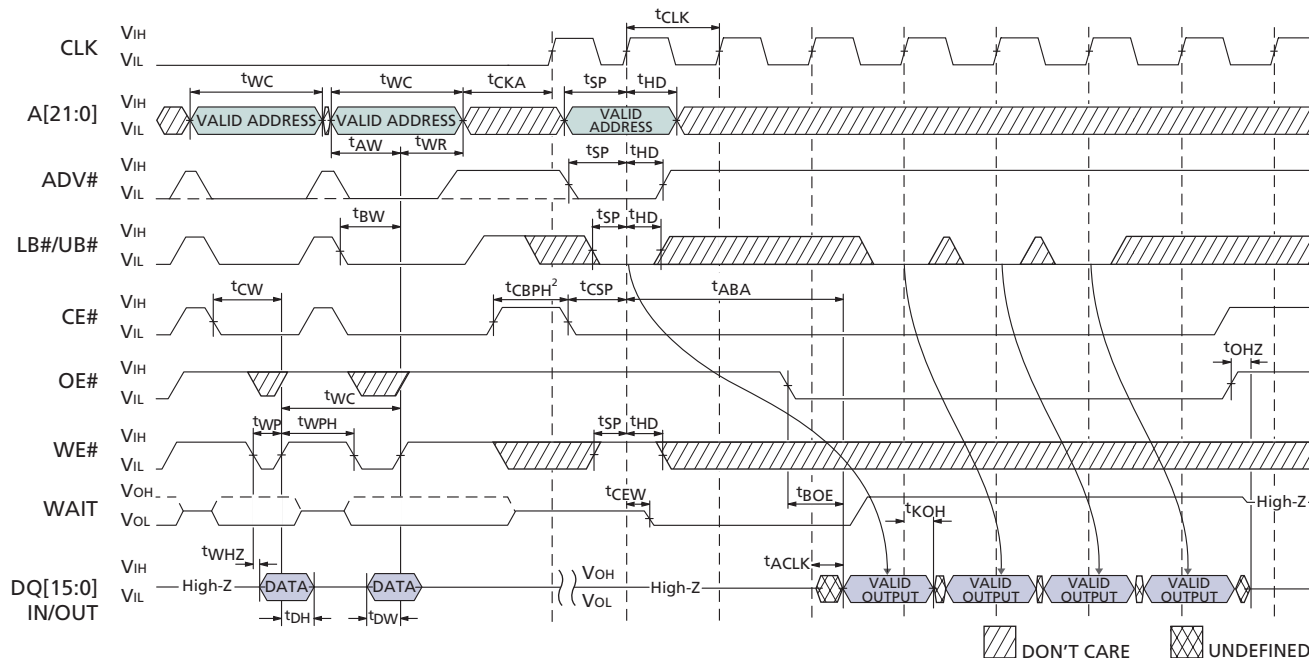 tCLK
CLK VIH
VIL
tWC tWC tCKA tSP tHD
A[21:0] VIH
VIL
VALID ADDRESS VALID ADDRESS VALID
ADDRESS
tAW tWR
ADV# VIH
VIL
tSP tHD
LB#/UB# VIH
VIL
tBW tSP tHD
CE# VIH
VIL
tCW tCBPH2 tCSP tABA
OE# VIH
VIL
tOHZ
tWC
WE# VIH
VIL
tWP tWPH tSP tHD
WAIT VOH
VOL
tCEW tBOE tKOH High-Z
tWHZ tACLK
DQ[15:0]
IN/OUT
VIH
VIL
High-Z DATA DATA VOH
VOL
High-Z VALID
OUTPUT
VALID
OUTPUT
VALID
OUTPUT
VALID
OUTPUT
tDH tDW
DON'T CARE UNDEFINED